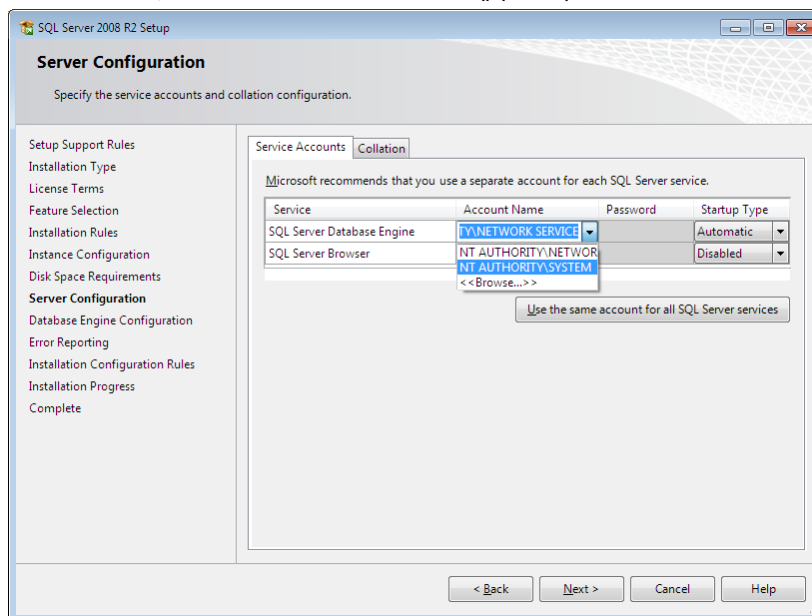 SQL Server 2008 R2 Setup
Server Configuration
Specify the service accounts and collation configuration.
Setup Support Rules
Installation Type
License Terms
Feature Selection
Installation Rules
Instance Configuration
Disk Space Requirements
Server Configuration
Database Engine Configuration
Error Reporting
Installation Configuration Rules
Installation Progress
Complete
Service Accounts Collation
Microsoft recommends that you use a separate account for each SQL Server service.
Service Account Name Password Startup Type
SQL Server Database Engine TY\NETWORK SERVICE Automatic
SQL Server Browser NT AUTHORITY\NETWOR Disabled
NT AUTHORITY\SYSTEM
<<Browse...>>
Use the same account for all SQL Server services
< Back Next > Cancel Help